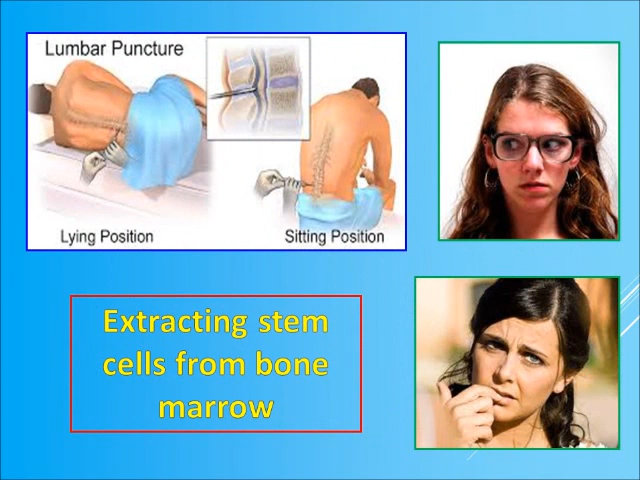 Lumbar Puncture
Lying Position
Sitting Position
Extracting stem
cells from bone
marrow